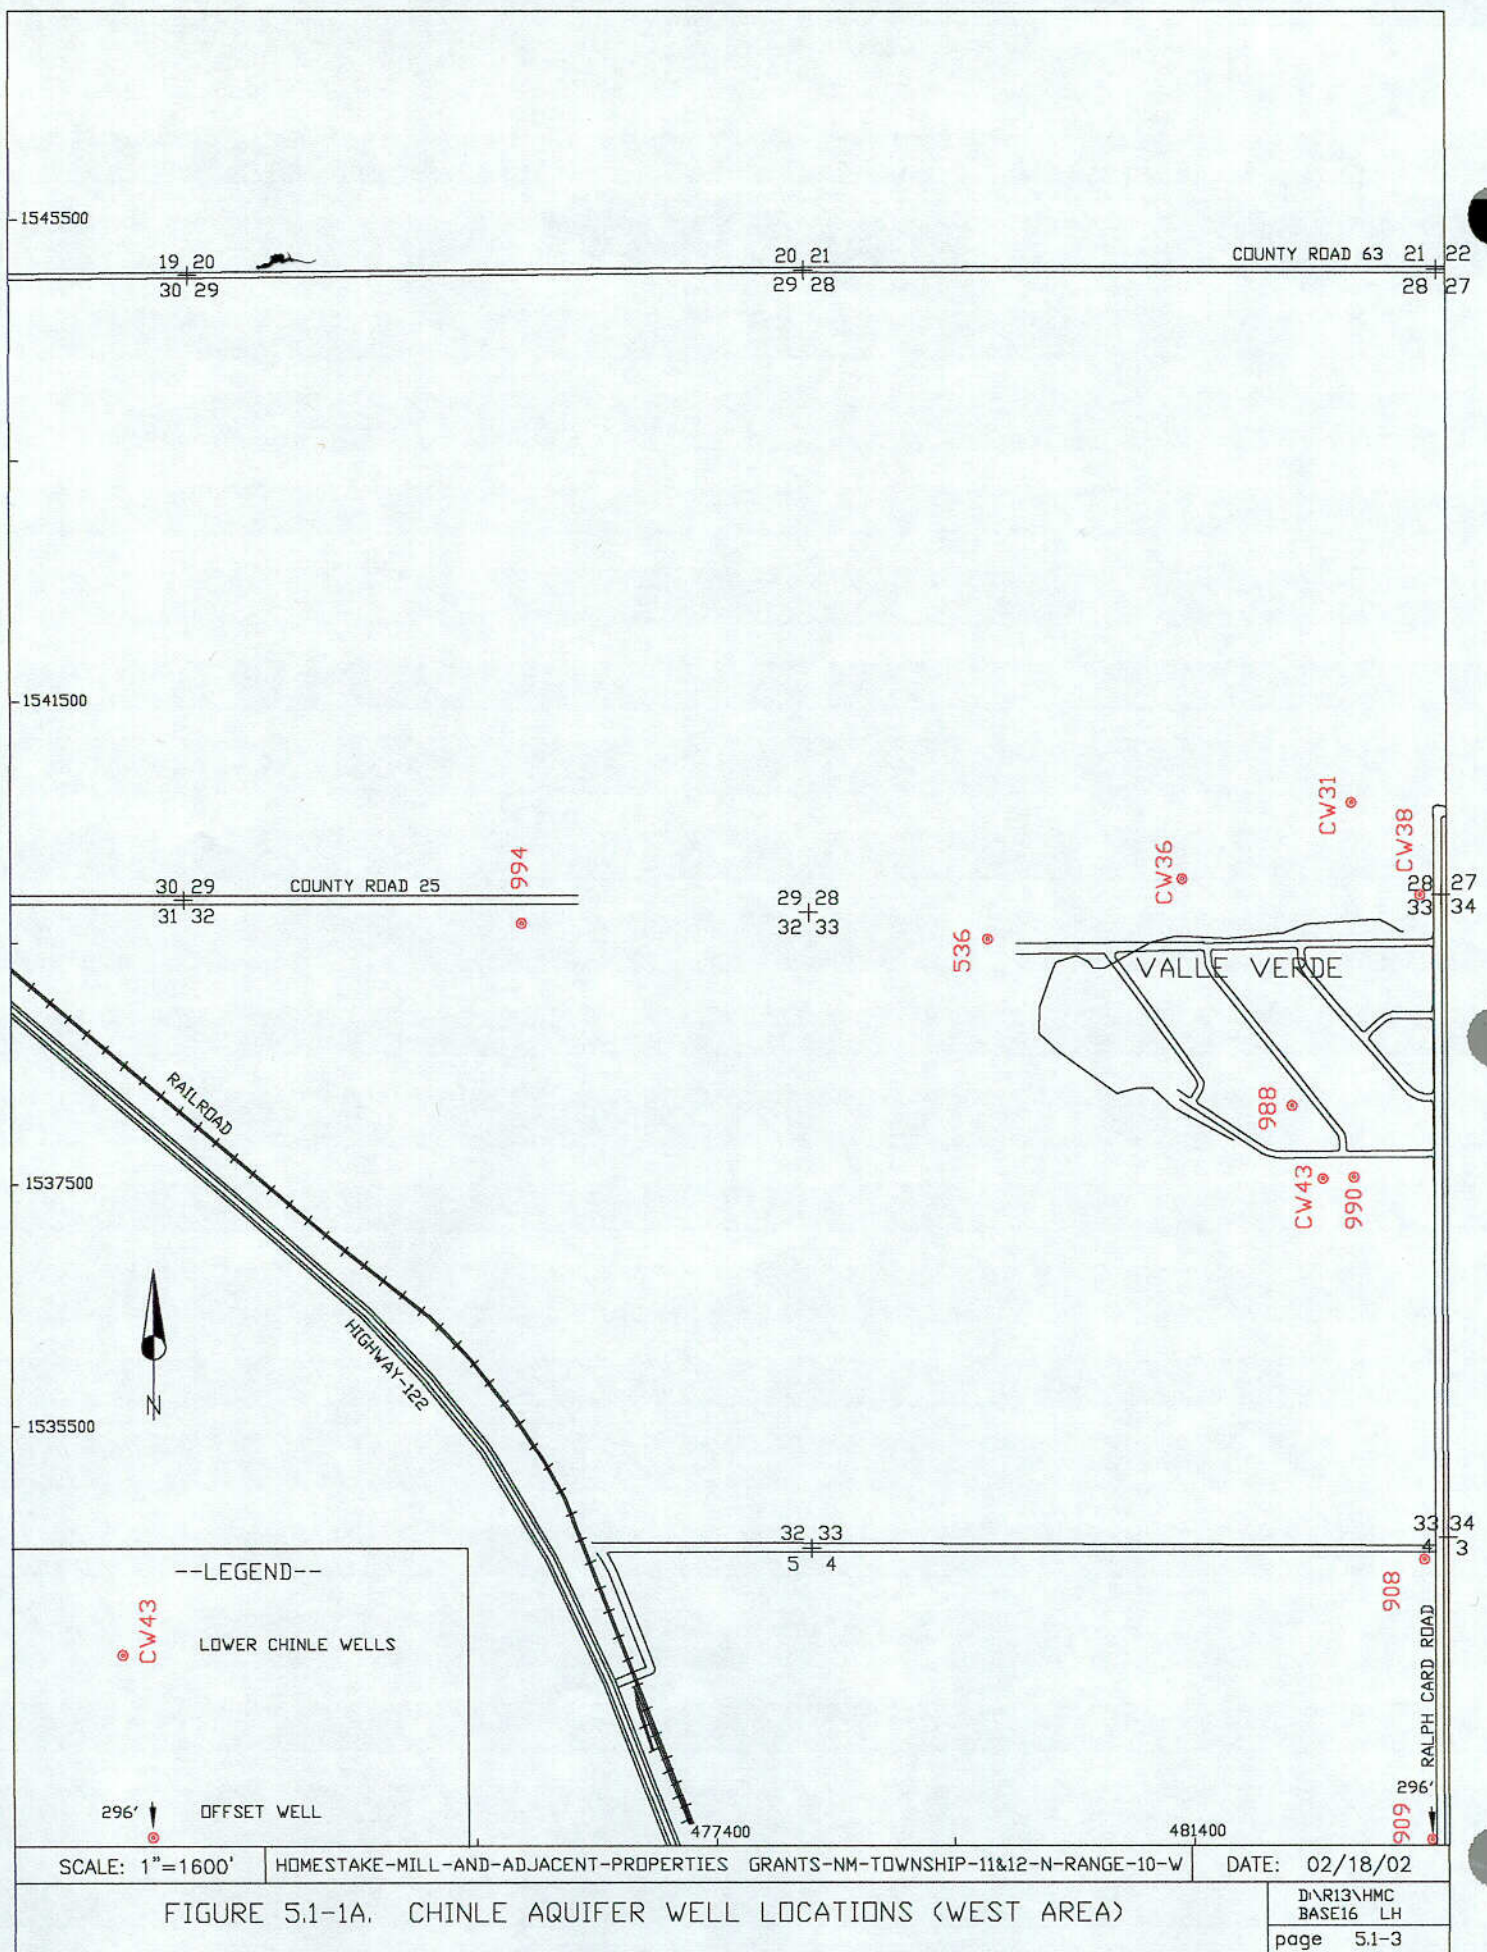 1545500
19 20
30 29
20 21
29 28
COUNTY ROAD 63
21 22
28 27
1541500
CW31
CW38
CW36
994
30 29
31 32
COUNTY ROAD 25
29 28
32 33
28 27
33 34
536
VALLE VERDE
RAILROAD
988
1537500
CW43
990
HIGHWAY-122
N
1535500
32 33
5 4
33 34
4 3
908
--LEGEND--
CW43
LOWER CHINLE WELLS
RALPH CARD ROAD
296'
OFFSET WELL
296'
909
477400
481400
SCALE: 1"=1600'
HOMESTAKE-MILL-AND-ADJACENT-PROPERTIES GRANTS-NM-TOWNSHIP-11&12-N-RANGE-10-W
DATE: 02/18/02
FIGURE 5.1-1A. CHINLE AQUIFER WELL LOCATIONS (WEST AREA)
D:\R13\HMC
BASE16 LH
page 5.1-3